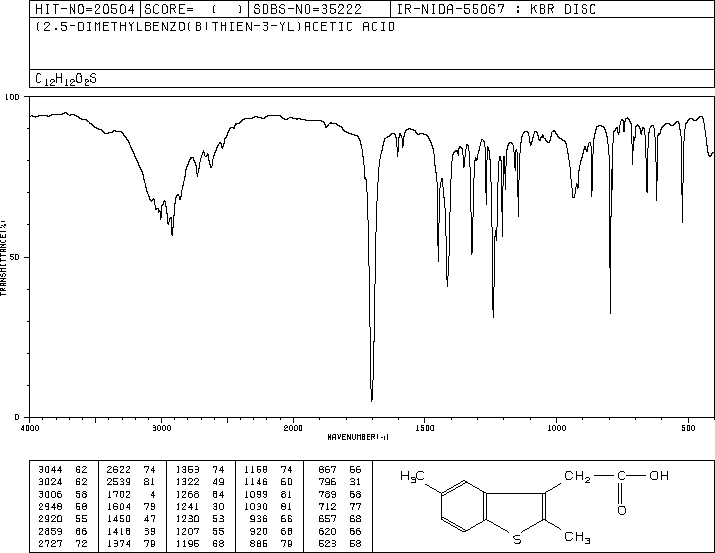 HIT-NO=20504 SCORE= ( ) SDBS-NO=35222 IR-NIDA-55067 : KBR DISC
(2,5-DIMETHYLBENZO(B)THIEN-3-YL)ACETIC ACID
C12H12O2S
100
50
0
TRANSMITTANCE(%)
4000 3000 2000 1500 1000 500
WAVENUMBER(-1)
3044 62 2622 74 1353 74 1158 74 867 66
3024 62 2539 81 1322 49 1146 60 796 31
3006 58 1702 4 1268 64 1099 81 789 68
2948 58 1604 79 1241 30 1030 81 712 77
2920 55 1450 47 1230 53 936 66 657 68
2859 66 1418 39 1207 55 920 68 620 66
2727 72 1374 79 1195 68 886 79 523 58
H3C
CH2 C OH
O
S
CH3